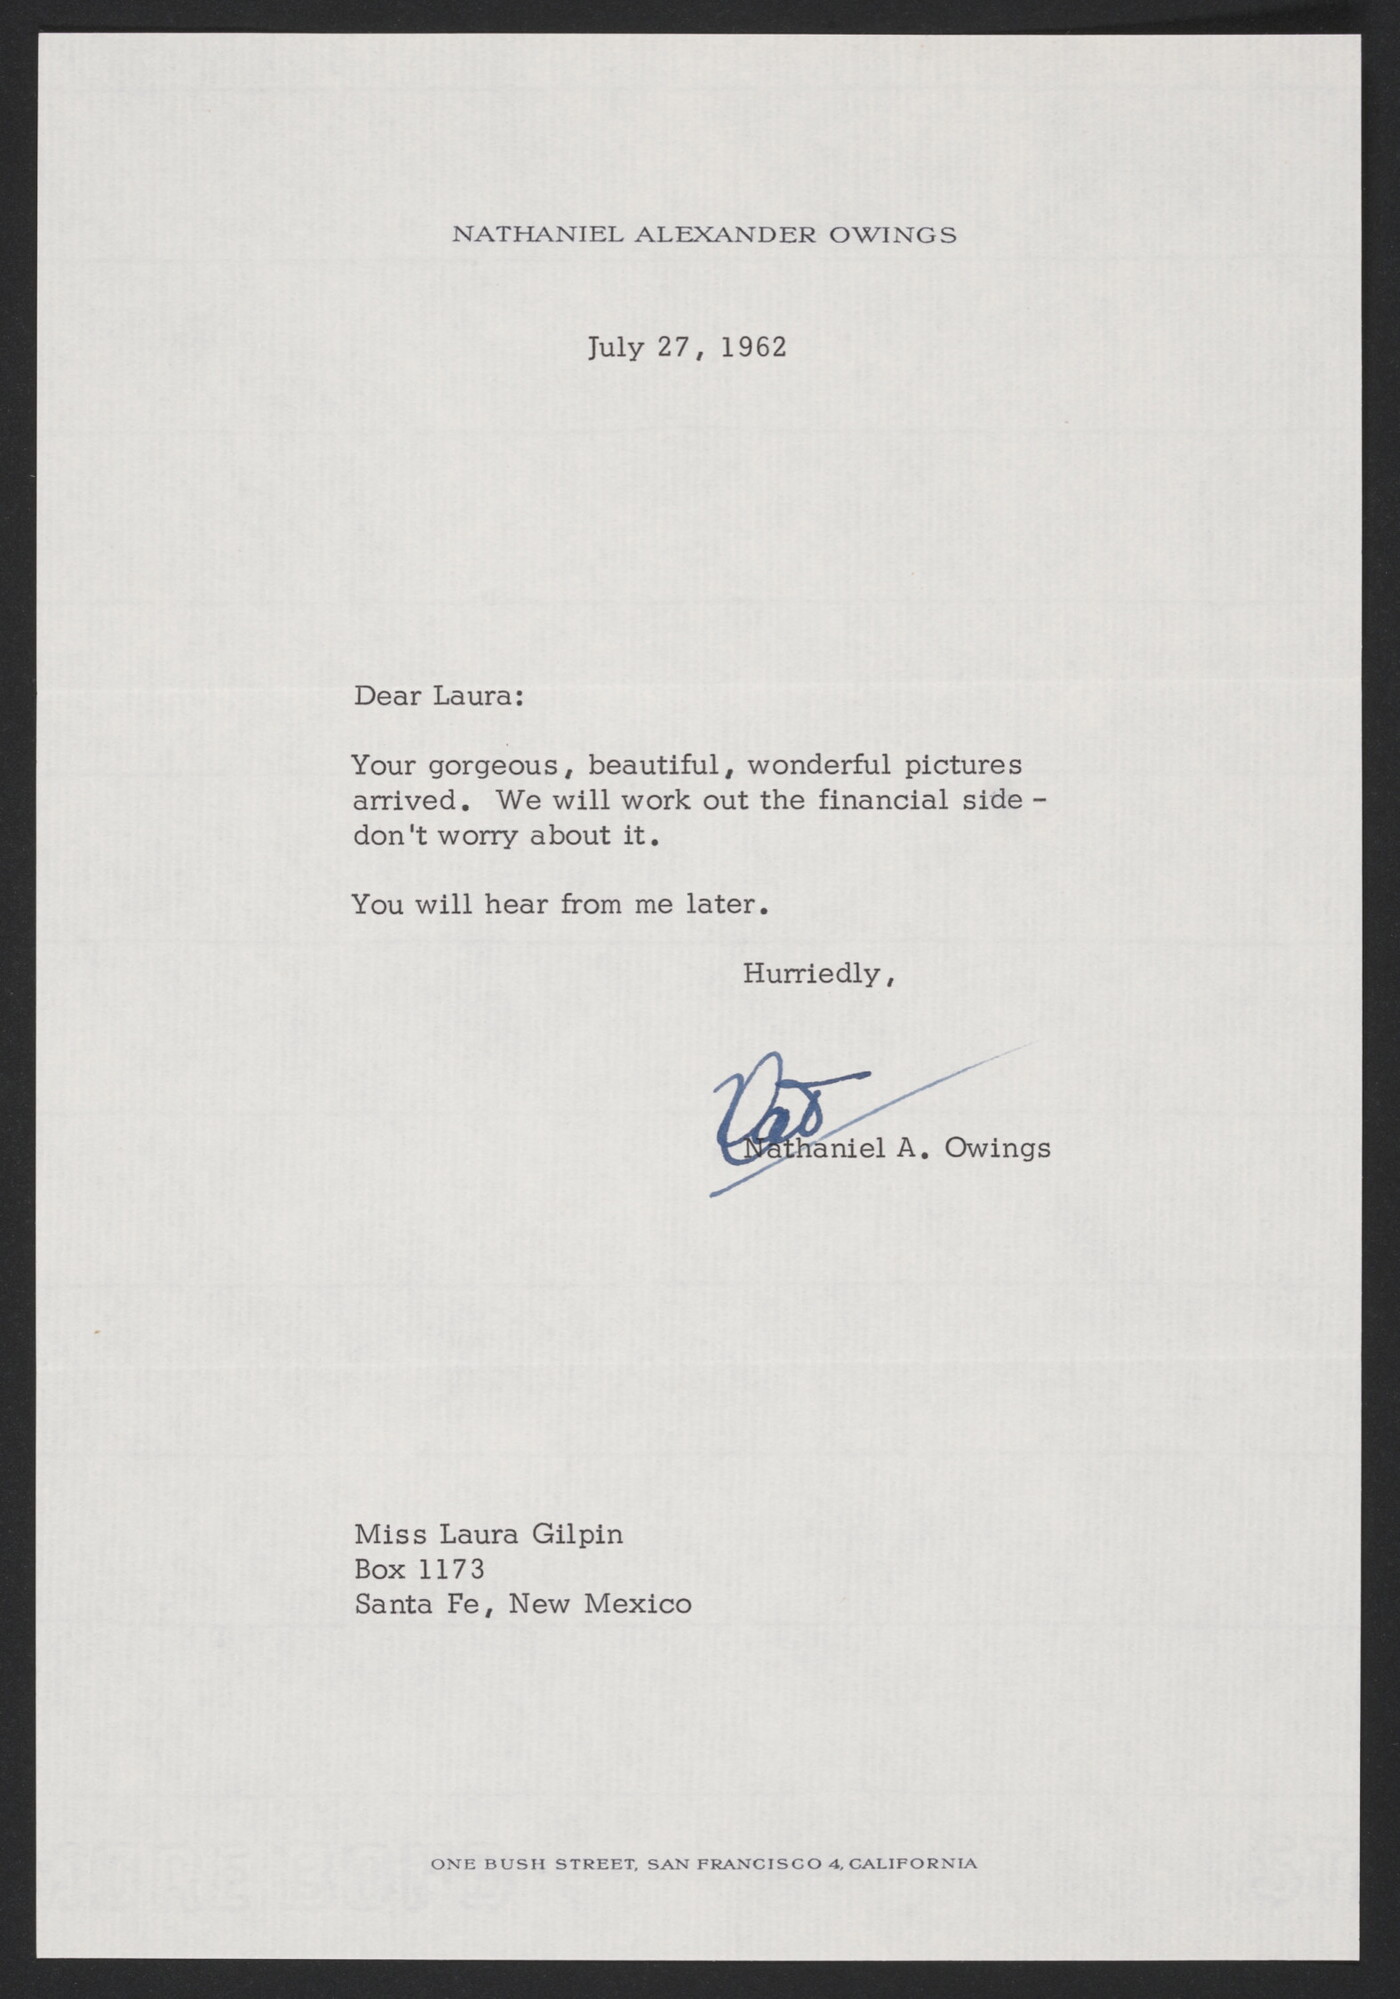 NATHANIEL ALEXANDER OWINGS
July 27, 1962
Dear Laura:
Your gorgeous, beautiful, wonderful pictures
arrived.  We will work out the financial side -
don't worry about it.
You will hear from me later.
Hurriedly,
Nat
Nathaniel A. Owings
Miss Laura Gilpin
Box 1173
Santa Fe, New Mexico
ONE BUSH STREET, SAN FRANCISCO 4, CALIFORNIA